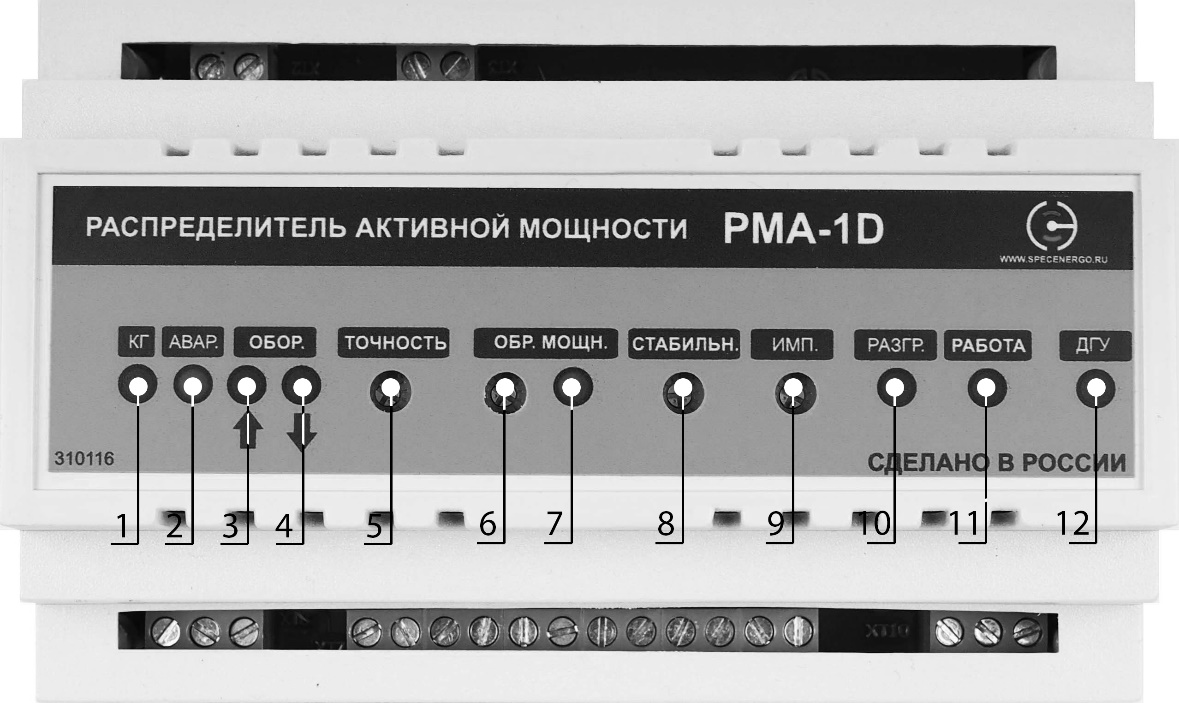 РАСПРЕДЕЛИТЕЛЬ АКТИВНОЙ МОЩНОСТИ РМА-1D
WWW.SPECENERGO.RU
КГ АВАР. ОБОР. ТОЧНОСТЬ ОБР. МОЩН. СТАБИЛЬН. ИМП. РАЗГР. РАБОТА ДГУ
310116
СДЕЛАНО В РОССИИ
1 2 3 4 5 6 7 8 9 10 11 12
XT10